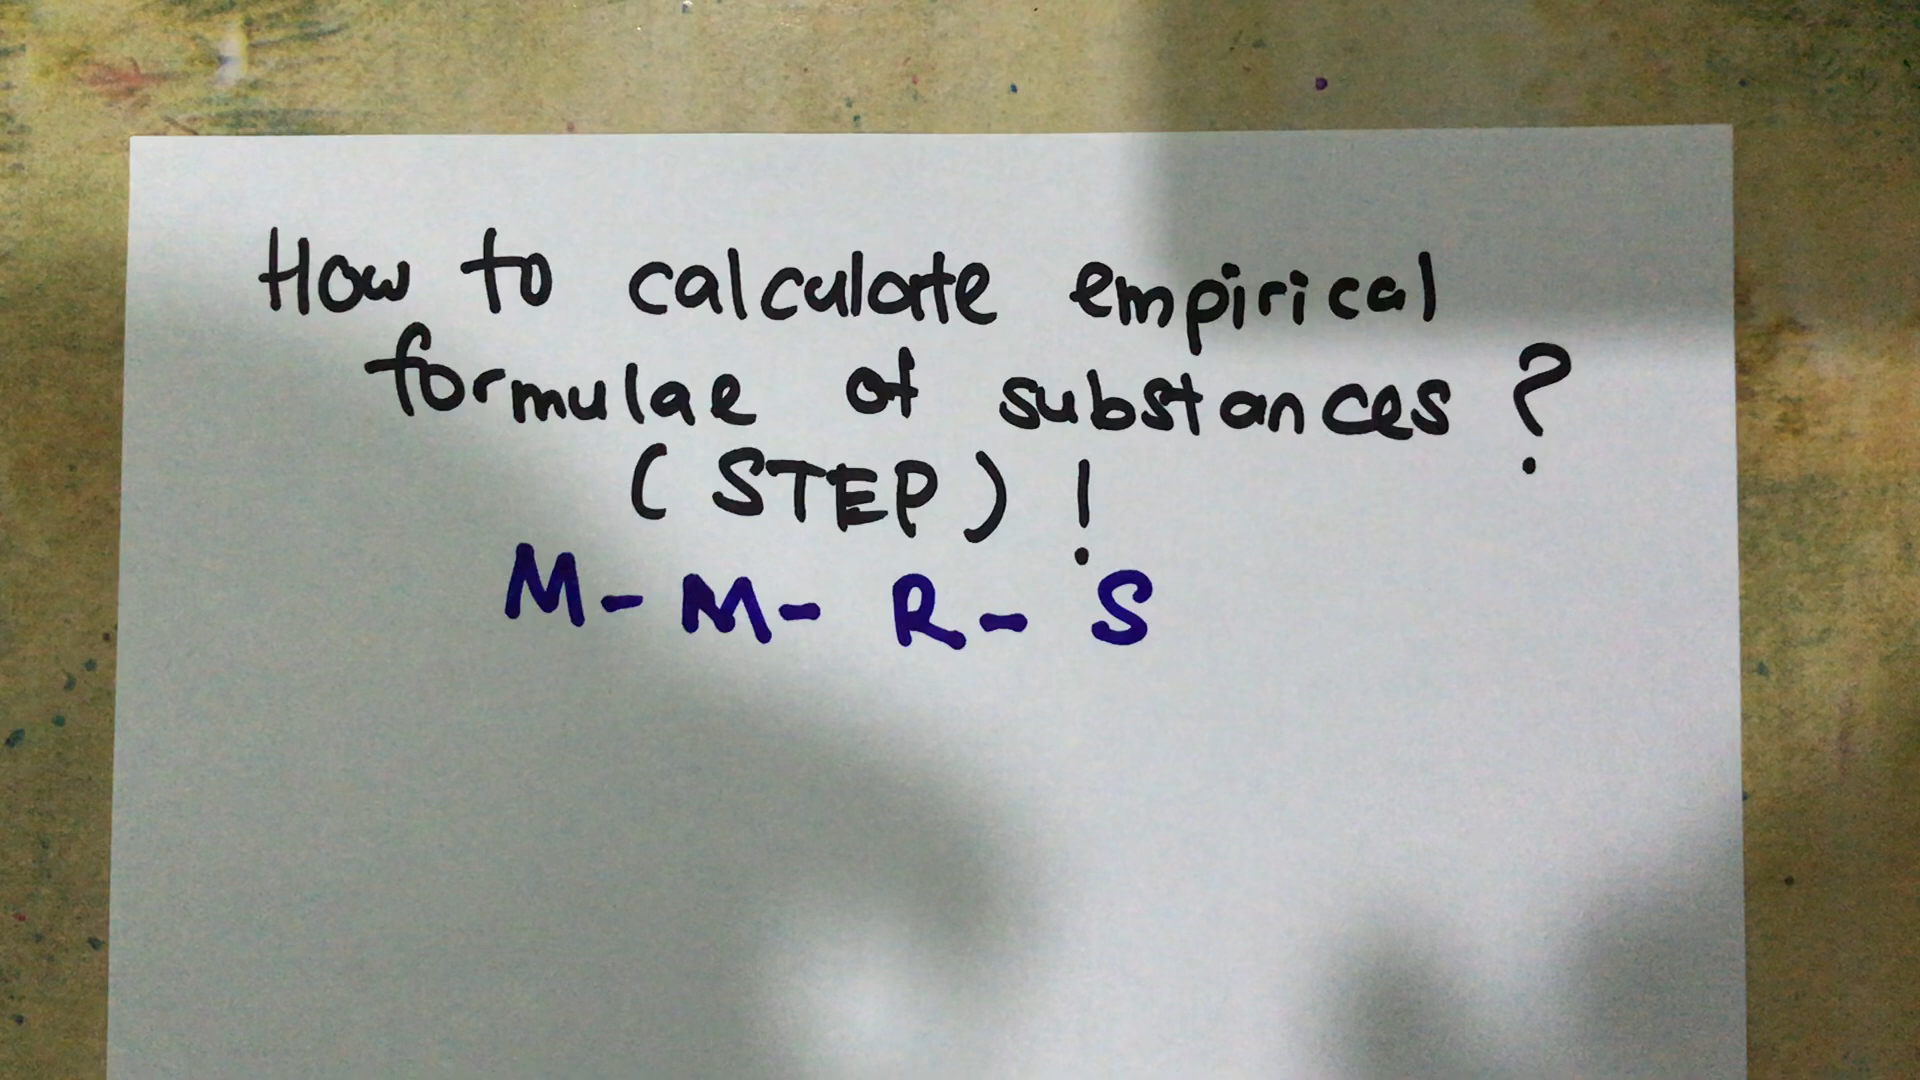 How to calculate empirical
formulae of substances ?
( STEP ) !
M - M - R - S